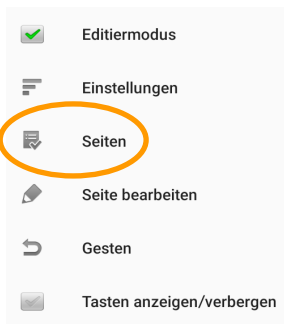 Editiermodus
Einstellungen
Seiten
Seite bearbeiten
Gesten
Tasten anzeigen/verbergen